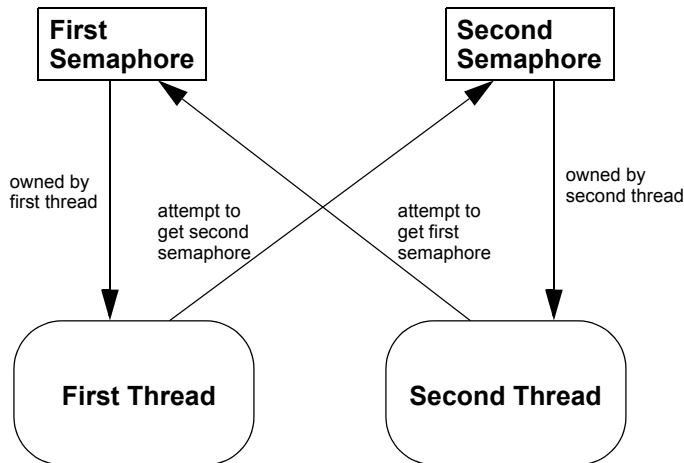 First
Semaphore
Second
Semaphore
owned by
first thread
attempt to
get second
semaphore
attempt to
get first
semaphore
owned by
second thread
First Thread
Second Thread